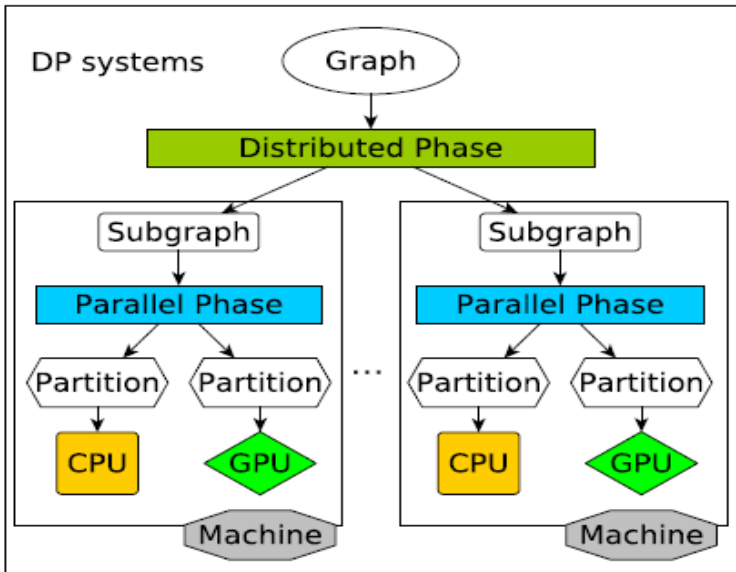 DP systems
Graph
Distributed Phase
Subgraph
Subgraph
Parallel Phase
Parallel Phase
Partition
Partition
...
Partition
Partition
CPU
GPU
CPU
GPU
Machine
Machine